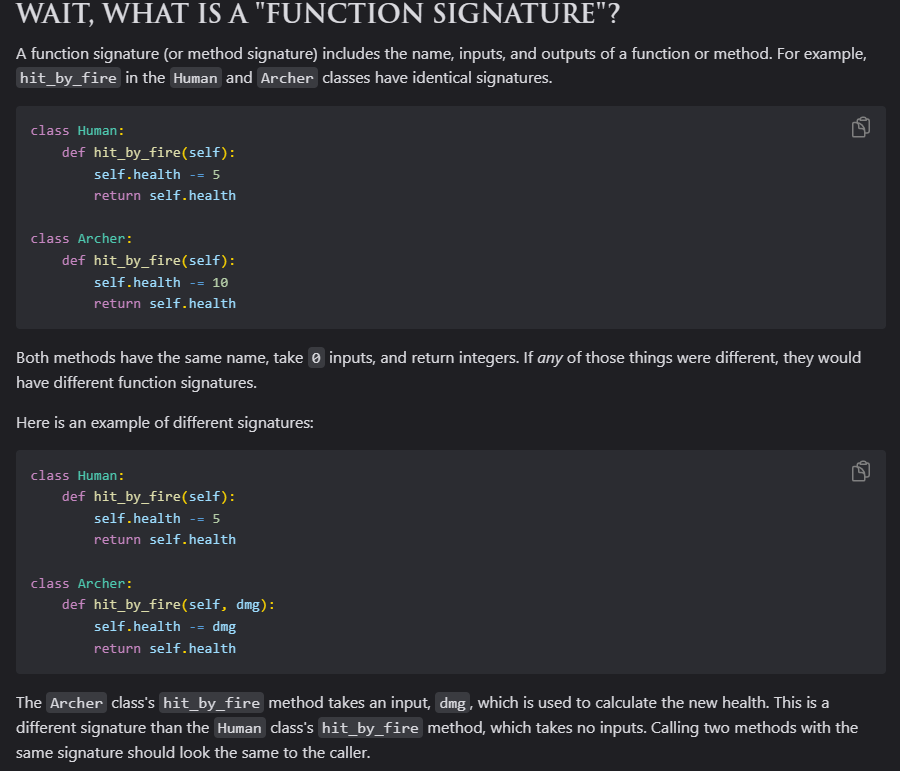 WAIT, WHAT IS A "FUNCTION SIGNATURE"?
A function signature (or method signature) includes the name, inputs, and outputs of a function or method. For example,
hit_by_fire in the Human and Archer classes have identical signatures.
class Human:
    def hit_by_fire(self):
        self.health -= 5
        return self.health

class Archer:
    def hit_by_fire(self):
        self.health -= 10
        return self.health
Both methods have the same name, take 0 inputs, and return integers. If any of those things were different, they would
have different function signatures.
Here is an example of different signatures:
class Human:
    def hit_by_fire(self):
        self.health -= 5
        return self.health

class Archer:
    def hit_by_fire(self, dmg):
        self.health -= dmg
        return self.health
The Archer class's hit_by_fire method takes an input, dmg, which is used to calculate the new health. This is a
different signature than the Human class's hit_by_fire method, which takes no inputs. Calling two methods with the
same signature should look the same to the caller.